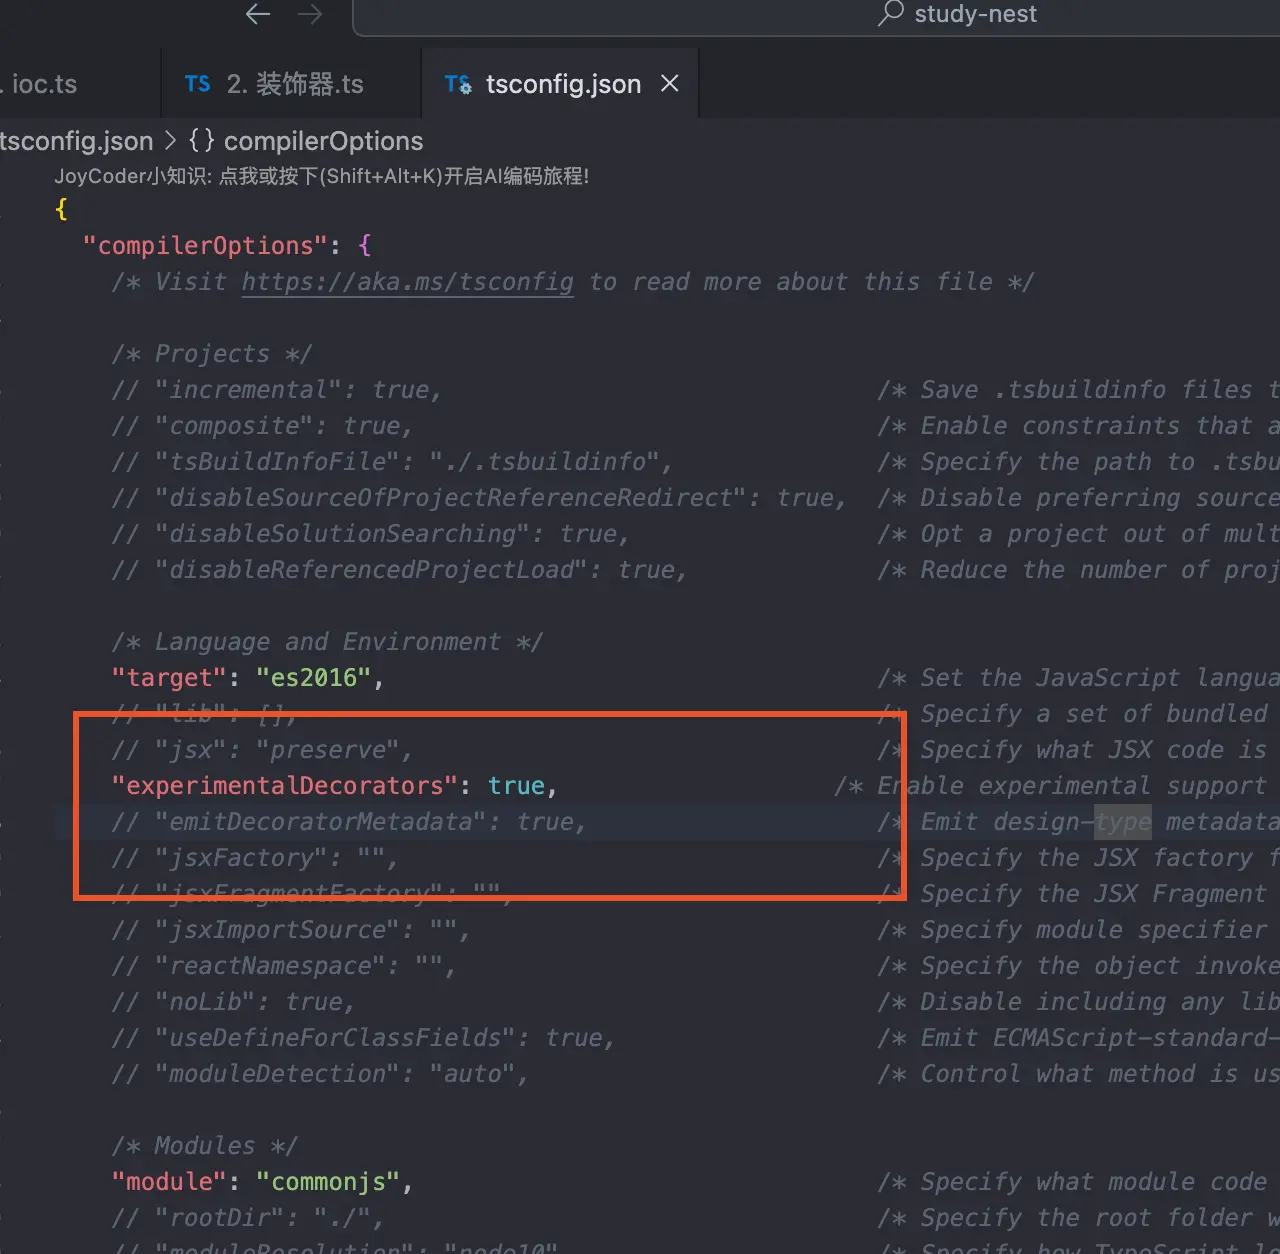 study-nest
. ioc.ts
TS 2. 装饰器.ts
TS tsconfig.json
tsconfig.json > {} compilerOptions
JoyCoder小知识: 点我或按下(Shift+Alt+K)开启AI编码旅程!
{
"compilerOptions": {
/* Visit https://aka.ms/tsconfig to read more about this file */
/* Projects */
// "incremental": true, /* Save .tsbuildinfo files t
// "composite": true, /* Enable constraints that a
// "tsBuildInfoFile": "./.tsbuildinfo", /* Specify the path to .tsbu
// "disableSourceOfProjectReferenceRedirect": true, /* Disable preferring source
// "disableSolutionSearching": true, /* Opt a project out of mult
// "disableReferencedProjectLoad": true, /* Reduce the number of proj
/* Language and Environment */
"target": "es2016", /* Set the JavaScript langua
// "lib": [], /* Specify a set of bundled
// "jsx": "preserve", /* Specify what JSX code is
"experimentalDecorators": true, /* Enable experimental support
// "emitDecoratorMetadata": true, /* Emit design-type metadata
// "jsxFactory": "", /* Specify the JSX factory f
// "jsxFragmentFactory": "", /* Specify the JSX Fragment
// "jsxImportSource": "", /* Specify module specifier
// "reactNamespace": "", /* Specify the object invoke
// "noLib": true, /* Disable including any lib
// "useDefineForClassFields": true, /* Emit ECMAScript-standard-
// "moduleDetection": "auto", /* Control what method is us
/* Modules */
"module": "commonjs", /* Specify what module code
// "rootDir": "./", /* Specify the root folder w
// "moduleResolution": "node10" /* Specify how TypeScript l